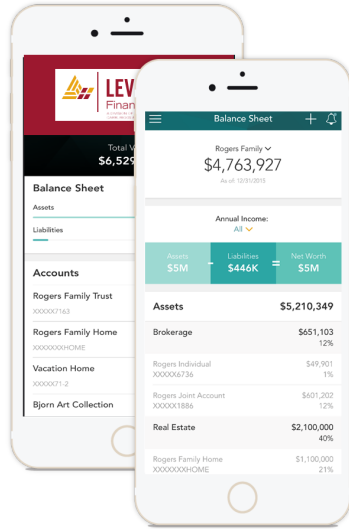 LEV
Finan
Total V
$6,529
Balance Sheet
Assets
Liabilities
Accounts
Rogers Family Trust
XXXXX7163
Rogers Family Home
XXXXXXXHOME
Vacation Home
XXXXX71-2
Bjorn Art Collection
Balance Sheet
Rogers Family
$4,763,927
As of: 12/31/2015
Annual Income:
All
Assets Liabilities Net Worth
$5M - $446K = $5M
Assets $5,210,349
Brokerage $651,103
12%
Rogers Individual $49,901
XXXXX6736 1%
Rogers Joint Account $601,202
XXXXX1886 12%
Real Estate $2,100,000
40%
Rogers Family Home $1,100,000
XXXXXXXHOME 21%